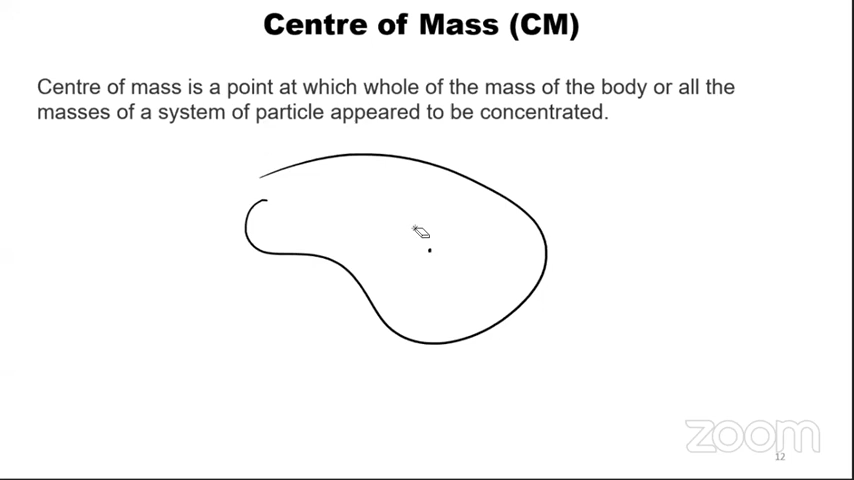 Centre of Mass (CM)
Centre of mass is a point at which whole of the mass of the body or all the
masses of a system of particle appeared to be concentrated.
zoom
12